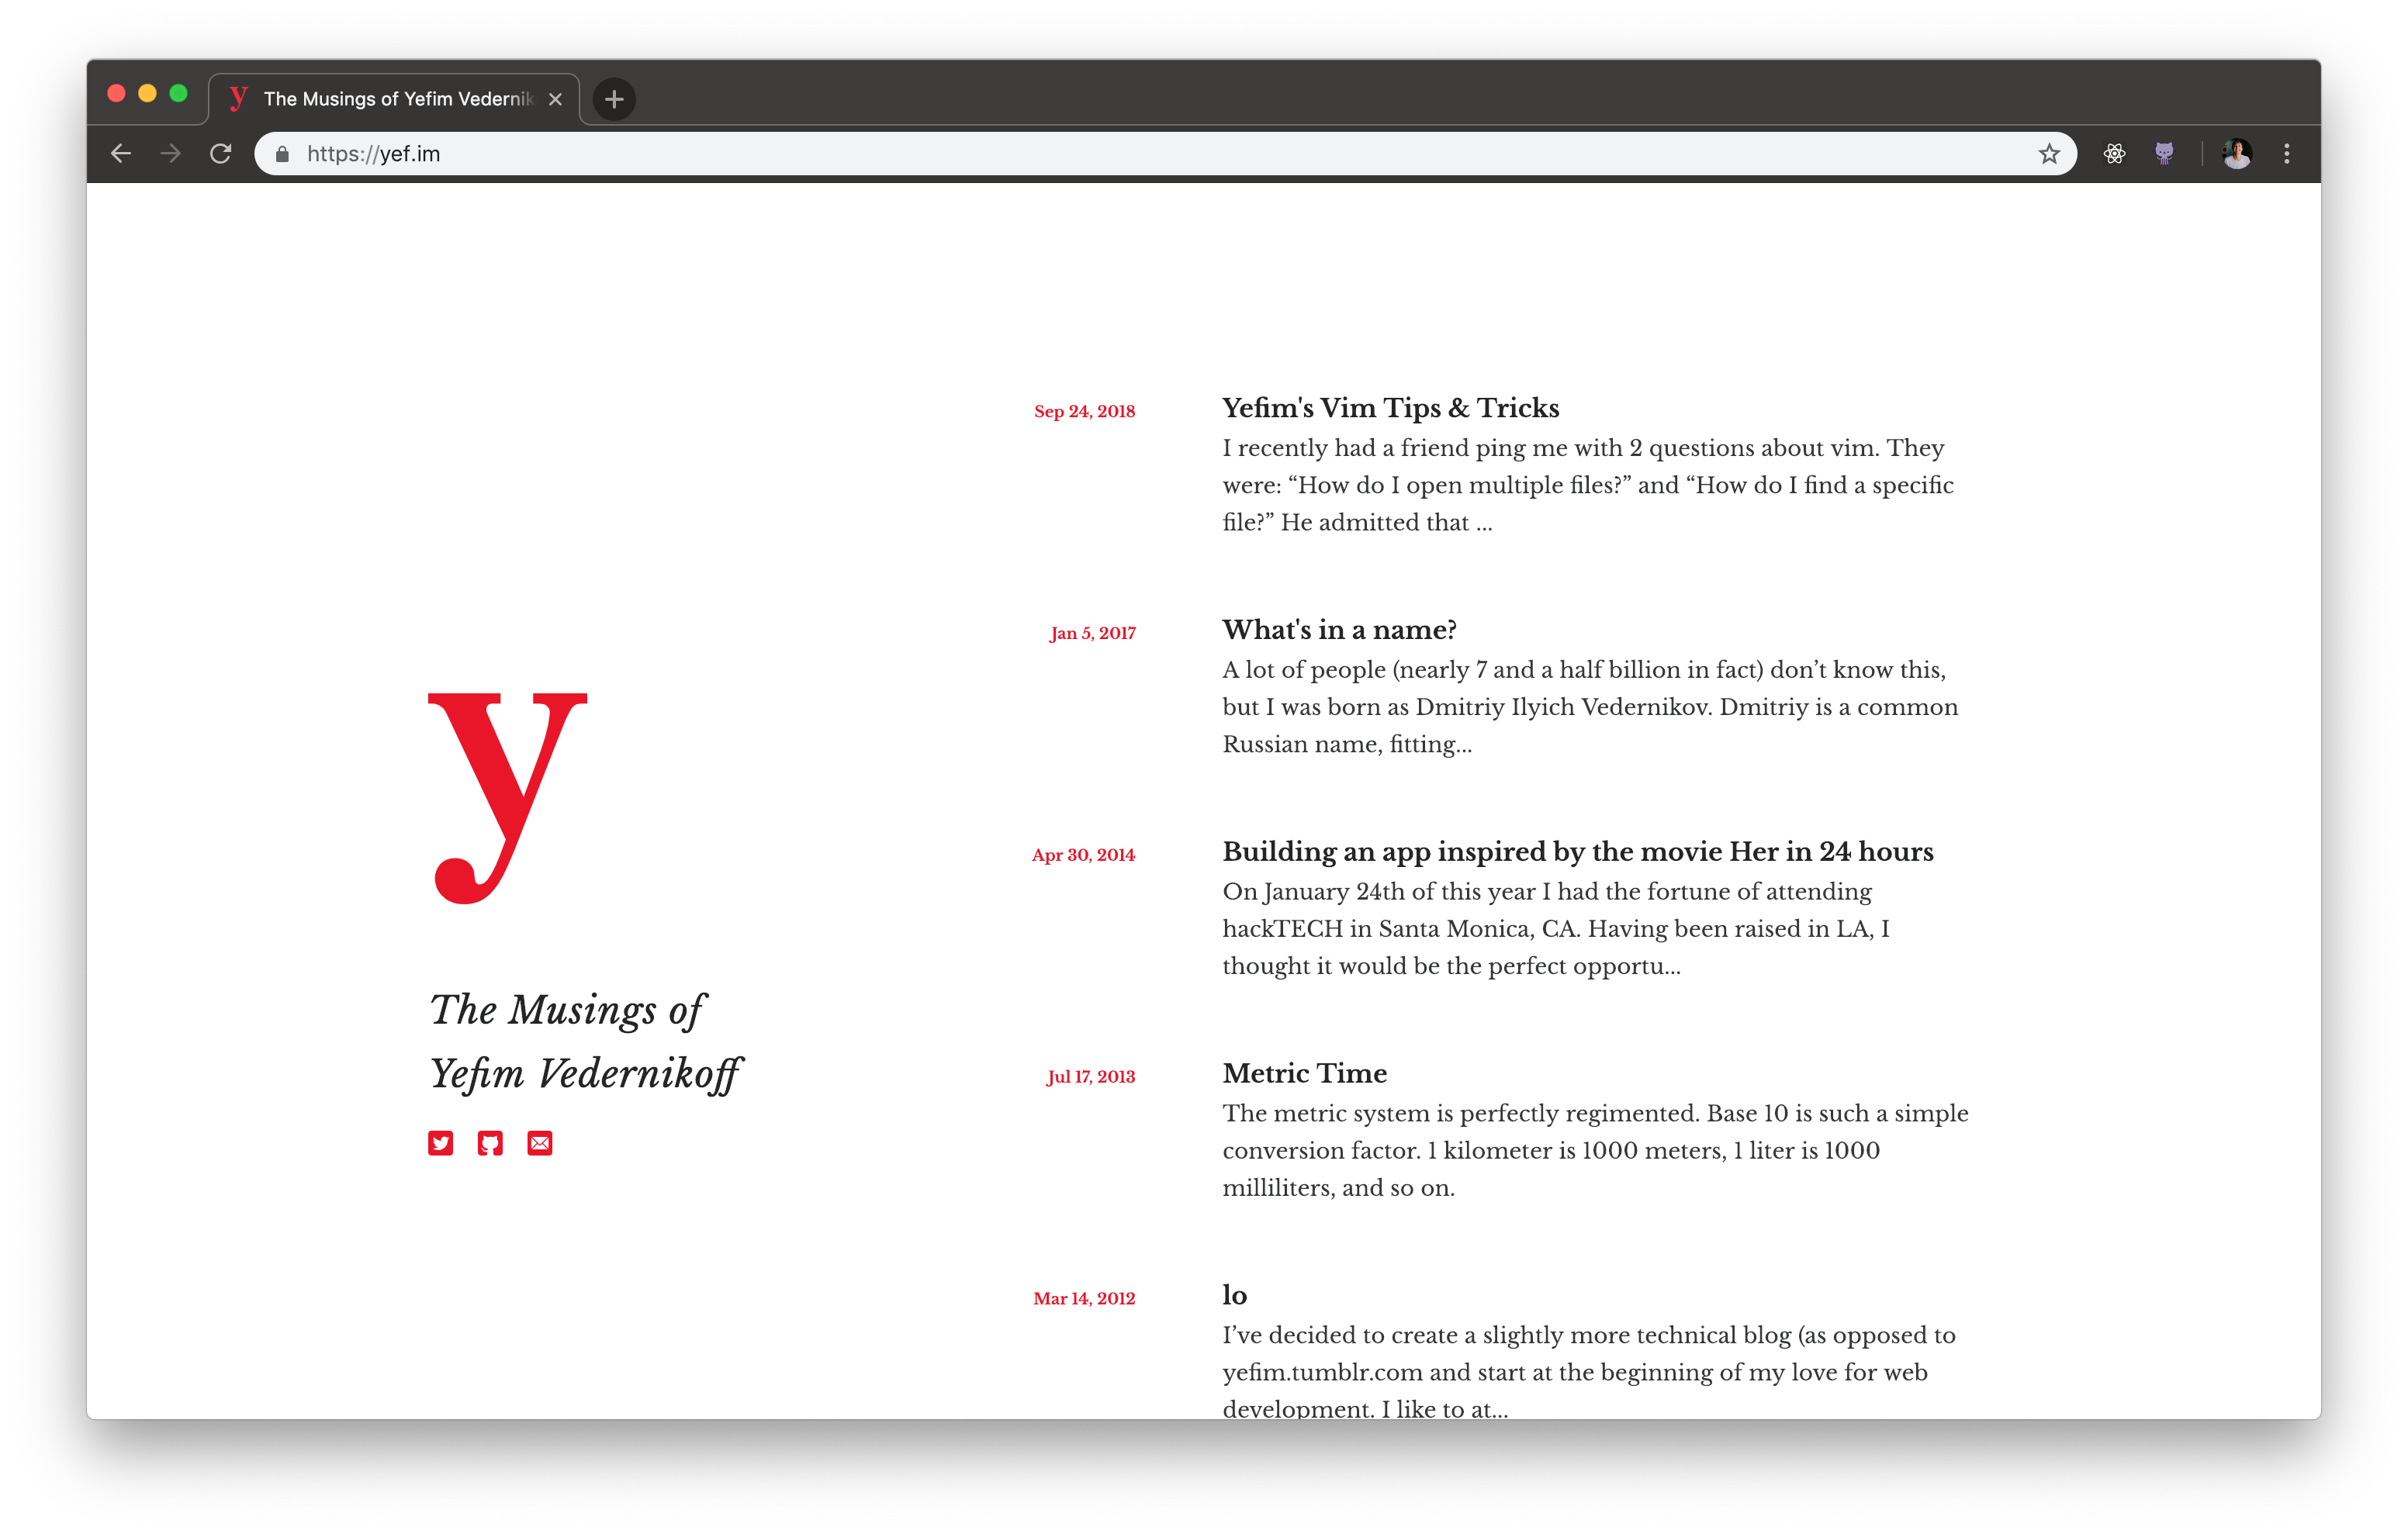 y The Musings of Yefim Vedernik
https://yef.im
y
The Musings of
Yefim Vedernikoff
Sep 24, 2018
Yefim's Vim Tips & Tricks
I recently had a friend ping me with 2 questions about vim. They
were: “How do I open multiple files?” and “How do I find a specific
file?” He admitted that ...
Jan 5, 2017
What's in a name?
A lot of people (nearly 7 and a half billion in fact) don’t know this,
but I was born as Dmitriy Ilyich Vedernikov. Dmitriy is a common
Russian name, fitting...
Apr 30, 2014
Building an app inspired by the movie Her in 24 hours
On January 24th of this year I had the fortune of attending
hackTECH in Santa Monica, CA. Having been raised in LA, I
thought it would be the perfect opportu...
Jul 17, 2013
Metric Time
The metric system is perfectly regimented. Base 10 is such a simple
conversion factor. 1 kilometer is 1000 meters, 1 liter is 1000
milliliters, and so on.
Mar 14, 2012
lo
I’ve decided to create a slightly more technical blog (as opposed to
yefim.tumblr.com and start at the beginning of my love for web
development. I like to at...